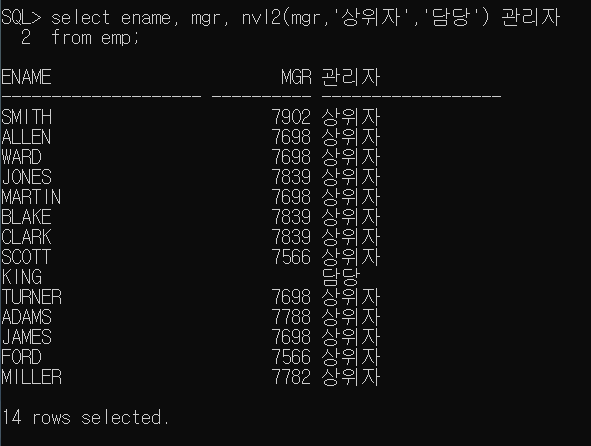 SQL> select ename, mgr, nvl2(mgr,'상위자','담당') 관리자
  2  from emp;
ENAME                       MGR 관리자
-------------------- ---------- ------------------
SMITH                      7902 상위자
ALLEN                      7698 상위자
WARD                       7698 상위자
JONES                      7839 상위자
MARTIN                     7698 상위자
BLAKE                      7839 상위자
CLARK                      7839 상위자
SCOTT                      7566 상위자
KING                            담당
TURNER                     7698 상위자
ADAMS                      7788 상위자
JAMES                      7698 상위자
FORD                       7566 상위자
MILLER                     7782 상위자
14 rows selected.